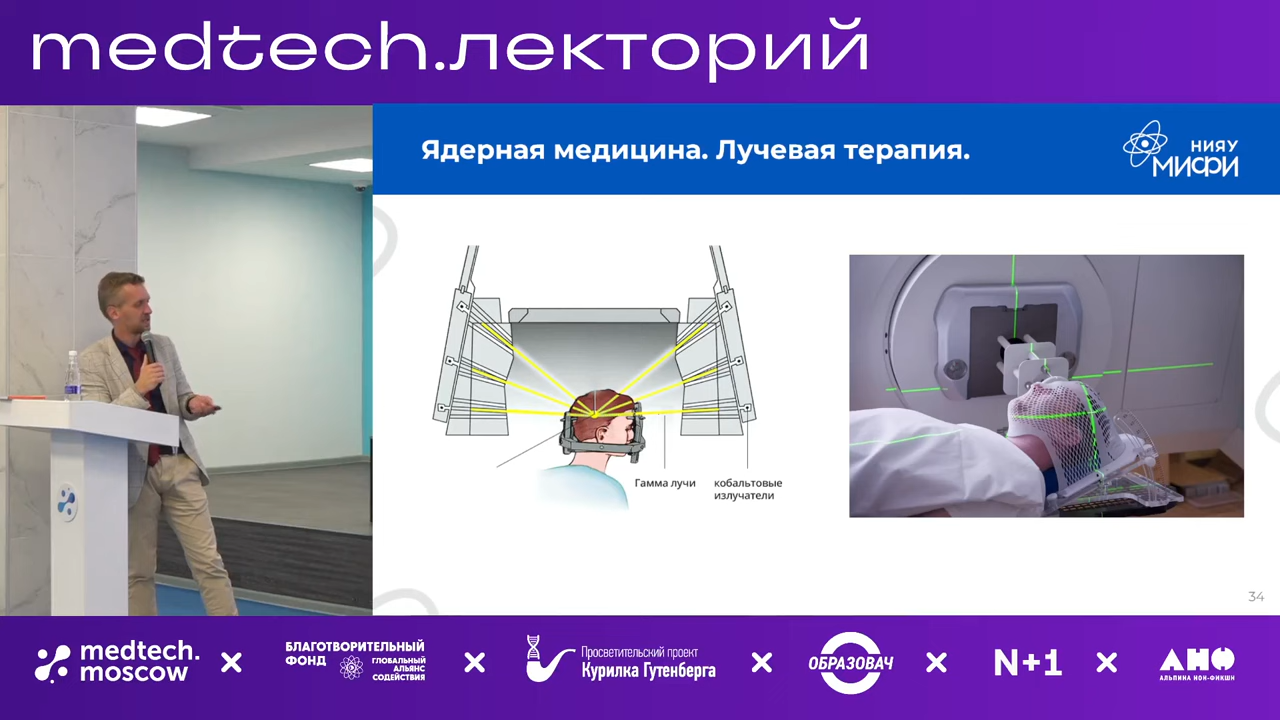 medtech.лекторий
Ядерная медицина. Лучевая терапия.
НИЯУ
МИФИ
Гамма лучи
кобальтовые
излучатели
34
medtech.
moscow
БЛАГОТВОРИТЕЛЬНЫЙ
ФОНД
ГЛОБАЛЬНЫЙ
АЛЬЯНС
СОДЕЙСТВИЯ
Просветительский проект
Курилка Гутенберга
ОБРАЗОВАЧ
N+1
АНФ
АЛЬПИНА НОН-ФИКШН